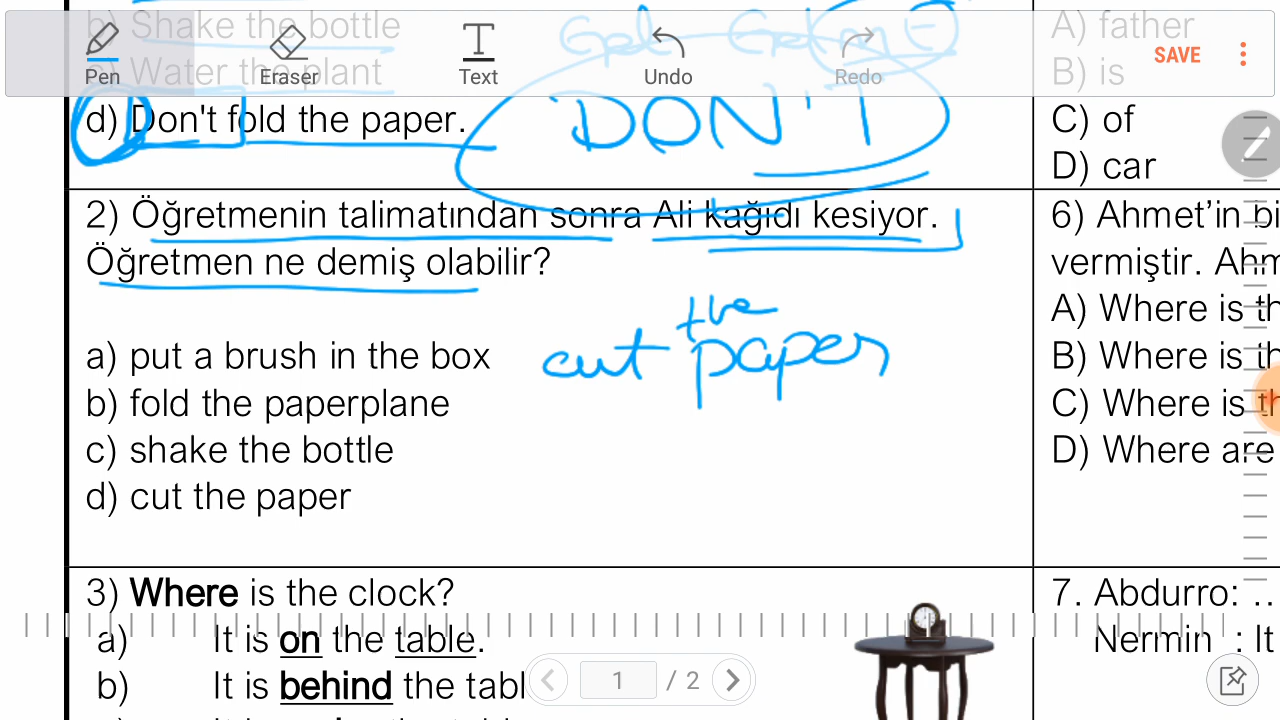 b) Shake the bottle
Pen
Eraser
Text
Undo
Redo
SAVE
Water the plant
d) Don't fold the paper.
DON'T
A) father
B) is
C) of
D) car
2) Öğretmenin talimatından sonra Ali kağıdı kesiyor.
Öğretmen ne demiş olabilir?
cut the paper
a) put a brush in the box
b) fold the paperplane
c) shake the bottle
d) cut the paper
6) Ahmet'in bi
vermiştir. Ahm
A) Where is th
B) Where is th
C) Where is th
D) Where are
3) Where is the clock?
a) It is on the table.
b) It is behind the tabl
1 / 2
7. Abdurro: ..
Nermin : It